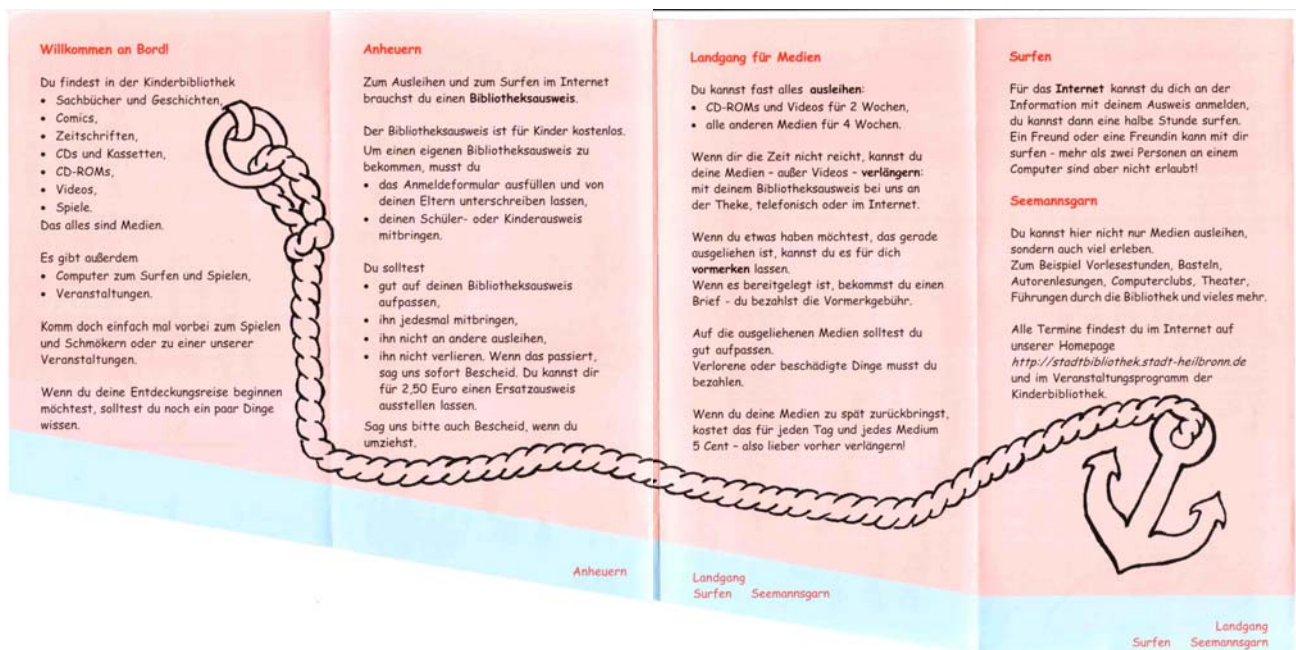 Willkommen an Bord!
Du findest in der Kinderbibliothek
• Sachbücher und Geschichten,
• Comics,
• Zeitschriften,
• CDs und Kassetten,
• CD-ROMs,
• Videos,
• Spiele.
Das alles sind Medien.
Es gibt außerdem
• Computer zum Surfen und Spielen,
• Veranstaltungen.
Komm doch einfach mal vorbei zum Spielen
und Schmökern oder zu einer unserer
Veranstaltungen.
Wenn du deine Entdeckungsreise beginnen
möchtest, solltest du noch ein paar Dinge
wissen.
Anheuern
Zum Ausleihen und zum Surfen im Internet
brauchst du einen Bibliotheksausweis.
Der Bibliotheksausweis ist für Kinder kostenlos.
Um einen eigenen Bibliotheksausweis zu
bekommen, musst du
• das Anmeldeformular ausfüllen und von
deinen Eltern unterschreiben lassen,
• deinen Schüler- oder Kinderausweis
mitbringen.
Du solltest
• gut auf deinen Bibliotheksausweis
aufpassen,
• ihn jedesmal mitbringen,
• ihn nicht an andere ausleihen,
• ihn nicht verlieren. Wenn das passiert,
sag uns sofort Bescheid. Du kannst dir
für 2,50 Euro einen Ersatzausweis
ausstellen lassen.
Sag uns bitte auch Bescheid, wenn du
umziehst.
Anheuern
Landgang für Medien
Du kannst fast alles ausleihen:
• CD-ROMs und Videos für 2 Wochen,
• alle anderen Medien für 4 Wochen.
Wenn dir die Zeit nicht reicht, kannst du
deine Medien - außer Videos - verlängern:
mit deinem Bibliotheksausweis bei uns an
der Theke, telefonisch oder im Internet.
Wenn du etwas haben möchtest, das gerade
ausgeliehen ist, kannst du es für dich
vormerken lassen.
Wenn es bereitgelegt ist, bekommst du einen
Brief - du bezahlst die Vormerkgebühr.
Auf die ausgeliehenen Medien solltest du
gut aufpassen.
Verlorene oder beschädigte Dinge musst du
bezahlen.
Wenn du deine Medien zu spät zurückbringst,
kostet das für jeden Tag und jedes Medium
5 Cent - also lieber vorher verlängern!
Landgang
Surfen Seemannsgarn
Surfen
Für das Internet kannst du dich an der
Information mit deinem Ausweis anmelden,
du kannst dann eine halbe Stunde surfen.
Ein Freund oder eine Freundin kann mit dir
surfen - mehr als zwei Personen an einem
Computer sind aber nicht erlaubt!
Seemannsgarn
Du kannst hier nicht nur Medien ausleihen,
sondern auch viel erleben.
Zum Beispiel Vorlesestunden, Basteln,
Autorenlesungen, Computerclubs, Theater,
Führungen durch die Bibliothek und vieles mehr.
Alle Termine findest du im Internet auf
unserer Homepage
http://stadtbibliothek.stadt-heilbronn.de
und im Veranstaltungsprogramm der
Kinderbibliothek.
Landgang
Surfen Seemannsgarn